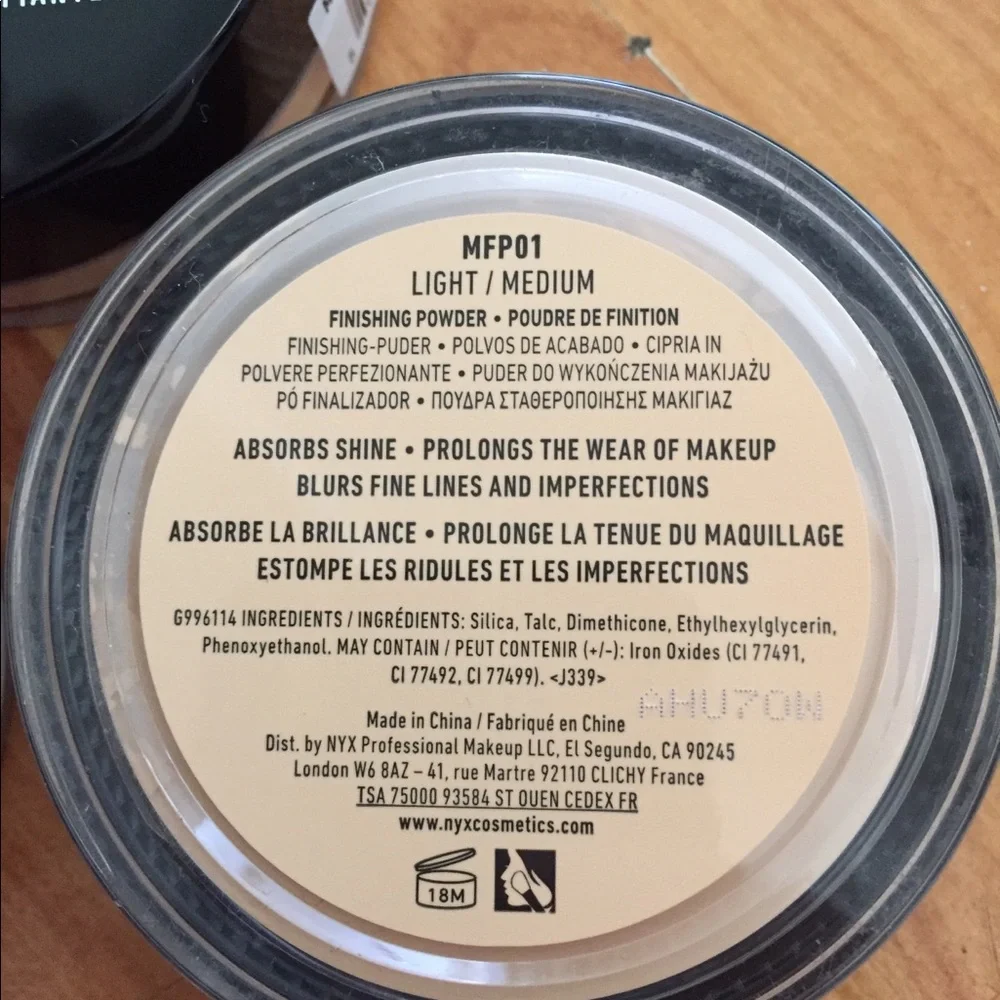 MFP01
LIGHT / MEDIUM
FINISHING POWDER • POUDRE DE FINITION
FINISHING-PUDER • POLVOS DE ACABADO • CIPRIA IN
POLVERE PERFEZIONANTE • PUDER DO WYKOŃCZENIA MAKIJAŻU
PÓ FINALIZADOR • ΠΟΥΔΡΑ ΣΤΑΘΕΡΟΠΟΙΗΣΗΣ ΜΑΚΙΓΙΑΖ
ABSORBS SHINE • PROLONGS THE WEAR OF MAKEUP
BLURS FINE LINES AND IMPERFECTIONS
ABSORBE LA BRILLANCE • PROLONGE LA TENUE DU MAQUILLAGE
ESTOMPE LES RIDULES ET LES IMPERFECTIONS
G996114 INGREDIENTS / INGRÉDIENTS: Silica, Talc, Dimethicone, Ethylhexylglycerin,
Phenoxyethanol. MAY CONTAIN / PEUT CONTENIR (+/-): Iron Oxides (CI 77491,
CI 77492, CI 77499). <J339>
AHU70W
Made in China / Fabriqué en Chine
Dist. by NYX Professional Makeup LLC, El Segundo, CA 90245
London W6 8AZ – 41, rue Martre 92110 CLICHY France
TSA 75000 93584 ST OUEN CEDEX FR
www.nyxcosmetics.com
18M